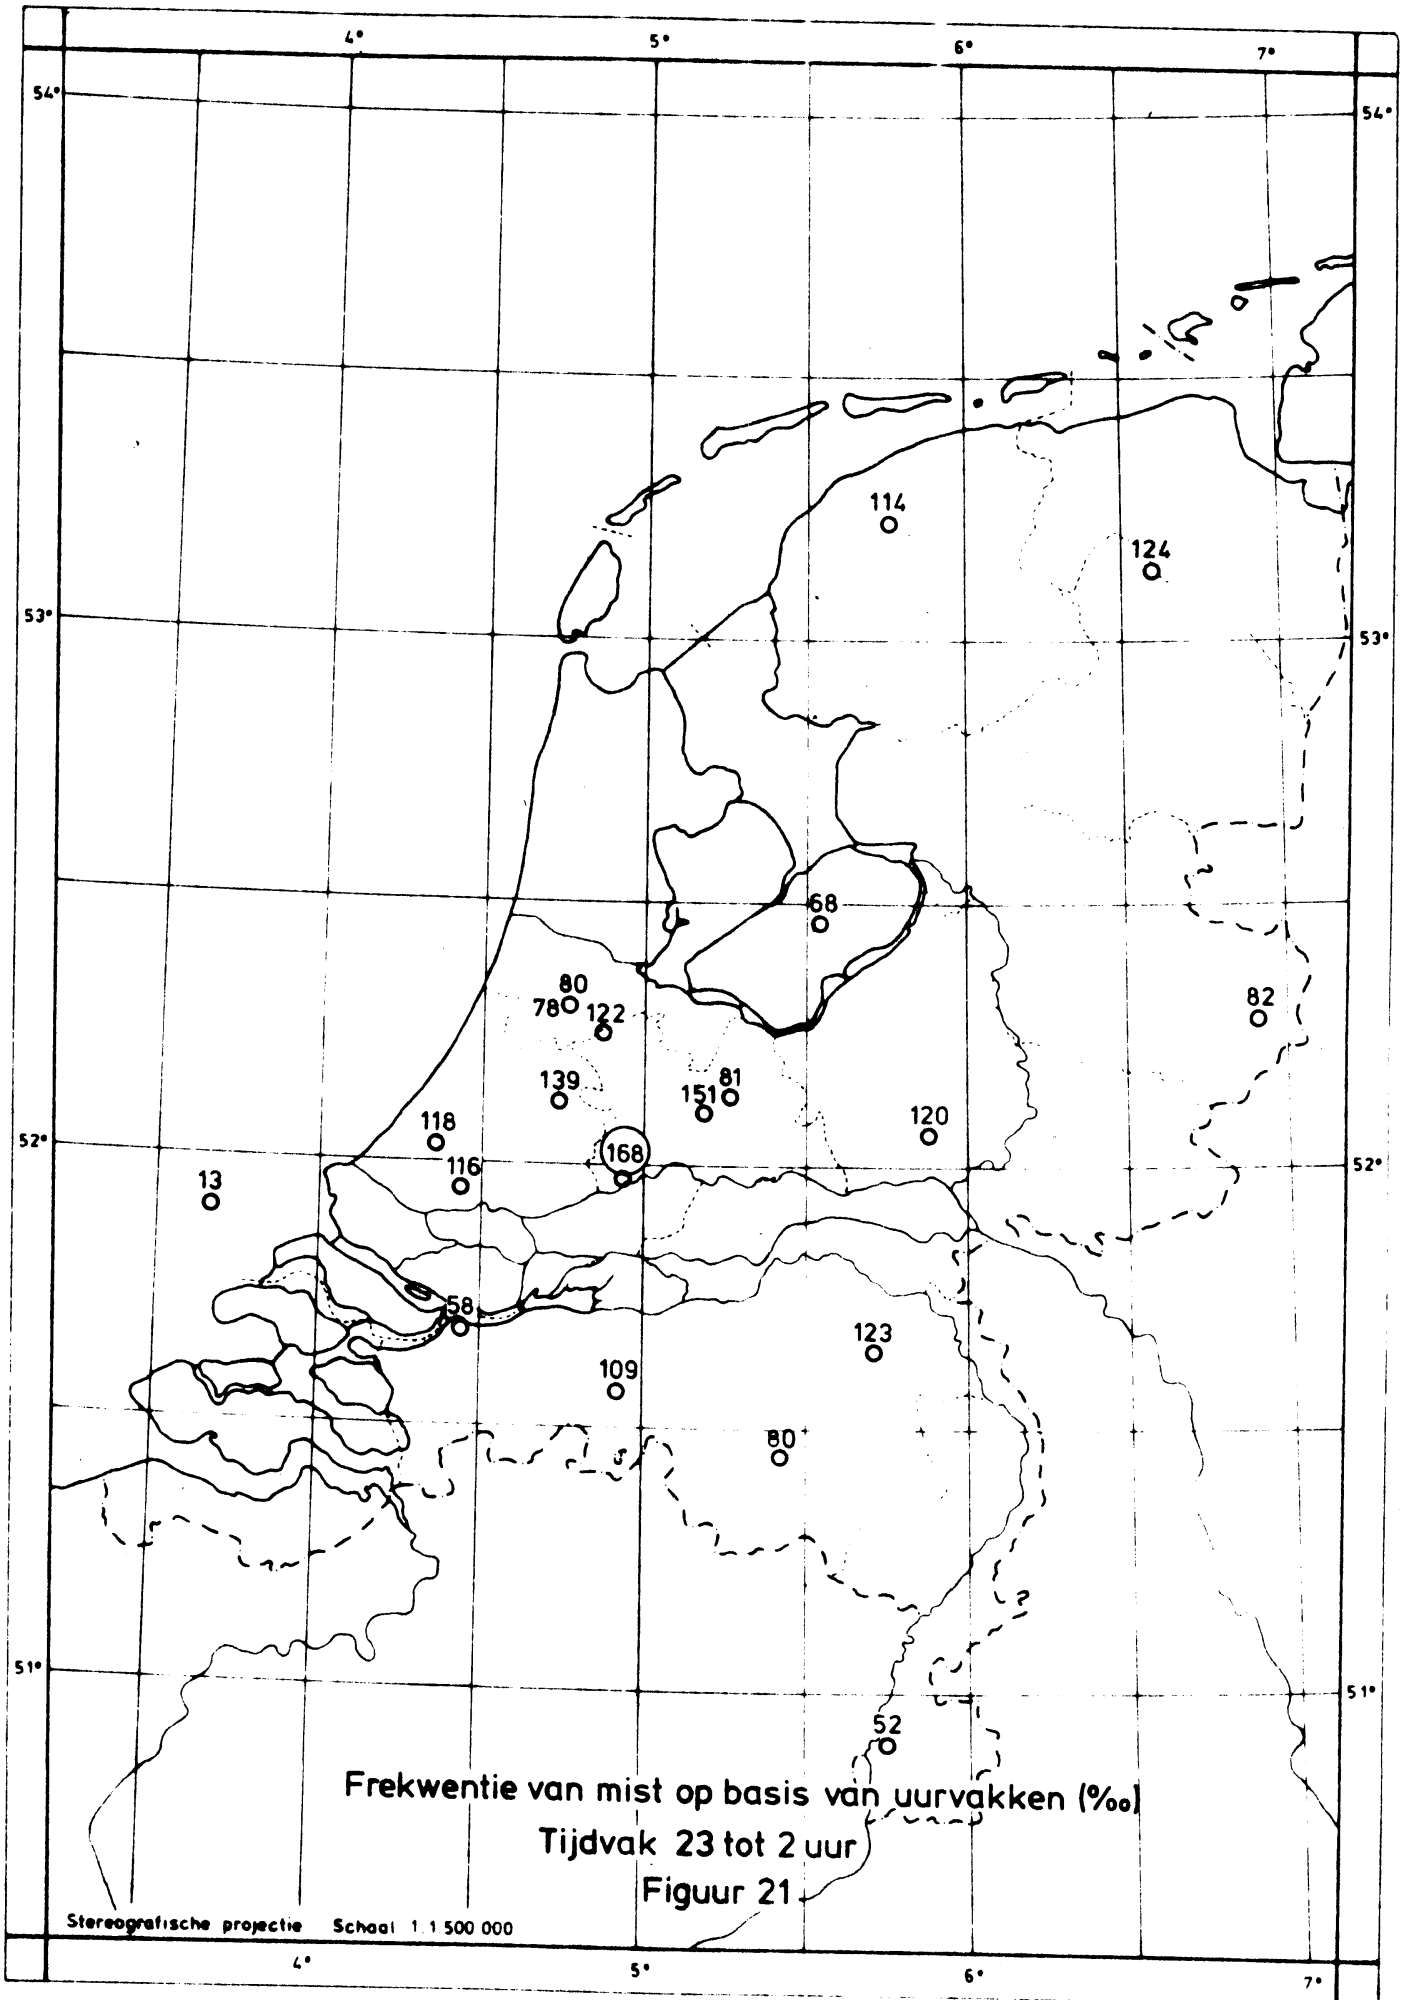 4° 5° 6° 7°
54° 54°
114
124
53° 53°
68
80
78 122
82
139
151 81
118
120
52° 168 52°
116
13
58
123
109
80
51° 51°
52
Frekwentie van mist op basis van uurvakken (‰)
Tijdvak 23 tot 2 uur
Figuur 21
Stereografische projectie Schaal 1:1 500 000
4° 5° 6° 7°